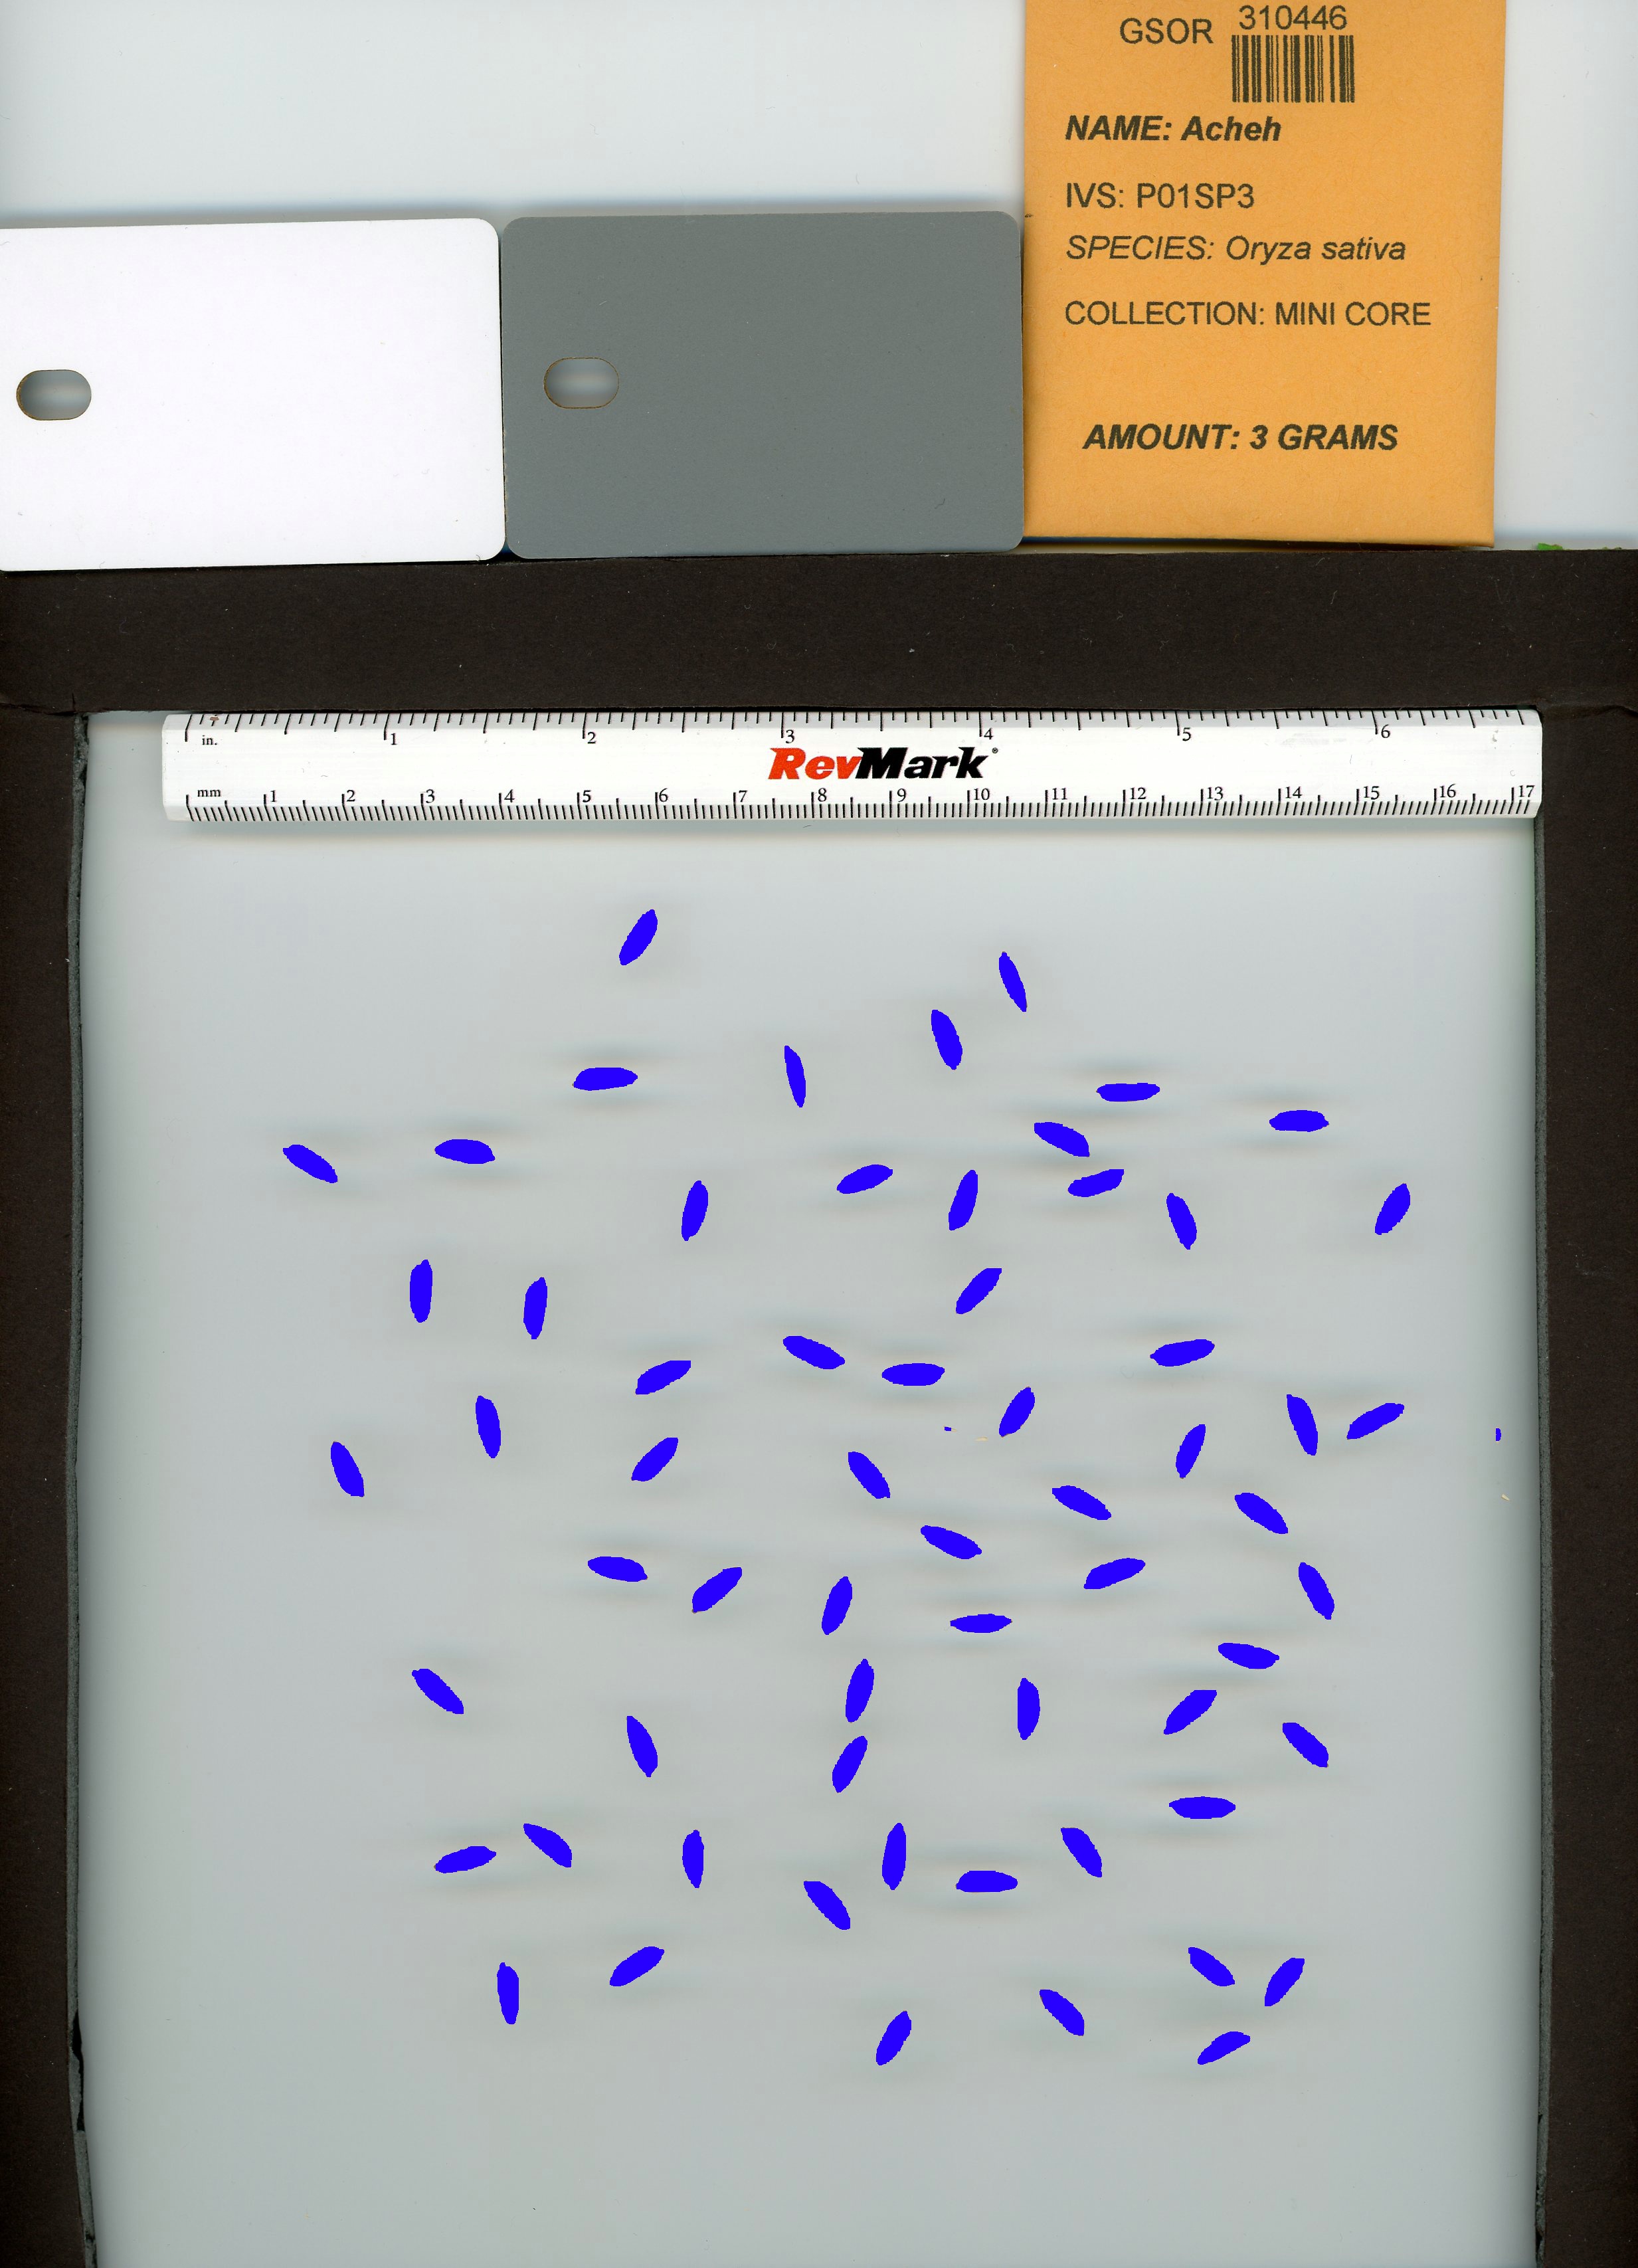 310446
GSOR
NAME: Acheh
IVS: P01SP3
SPECIES: Oryza sativa
COLLECTION: MINI CORE
AMOUNT: 3 GRAMS
in. 1 2 3 4 5 6
RevMark®
mm 1 2 3 4 5 6 7 8 9 10 11 12 13 14 15 16 17